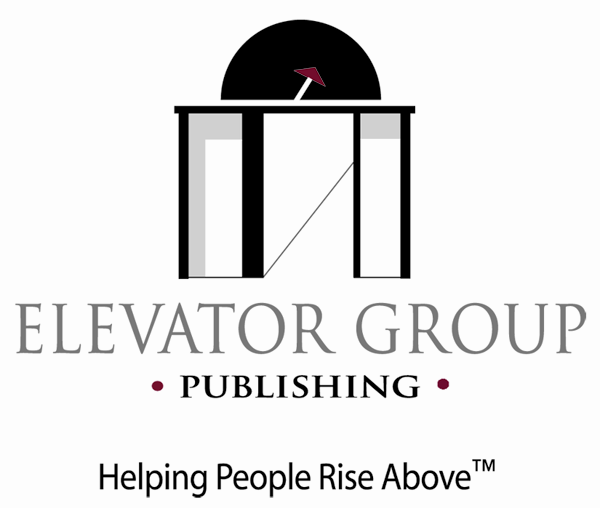 ELEVATOR GROUP
• PUBLISHING •
Helping People Rise Above™